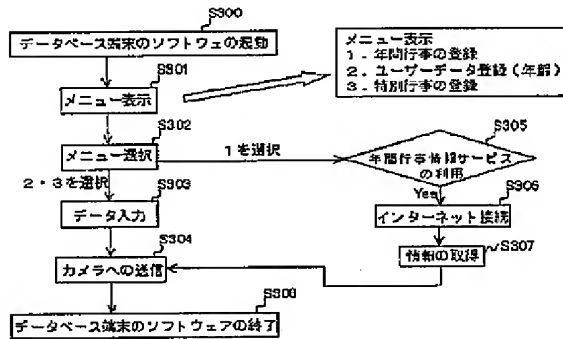 S300
データベース端末のソフトウェの起動
S301
メニュー表示
メニュー表示
1．年間行事の登録
2．ユーザーデータ登録（年齢）
3．特別行事の登録
S302
メニュー選択
1を選択
S305
年間行事情報サービス
の利用
2・3を選択
S303
データ入力
Yes
S306
インターネット接続
S304
カメラへの送信
S307
情報の取得
S308
データベース端末のソフトウェアの終了